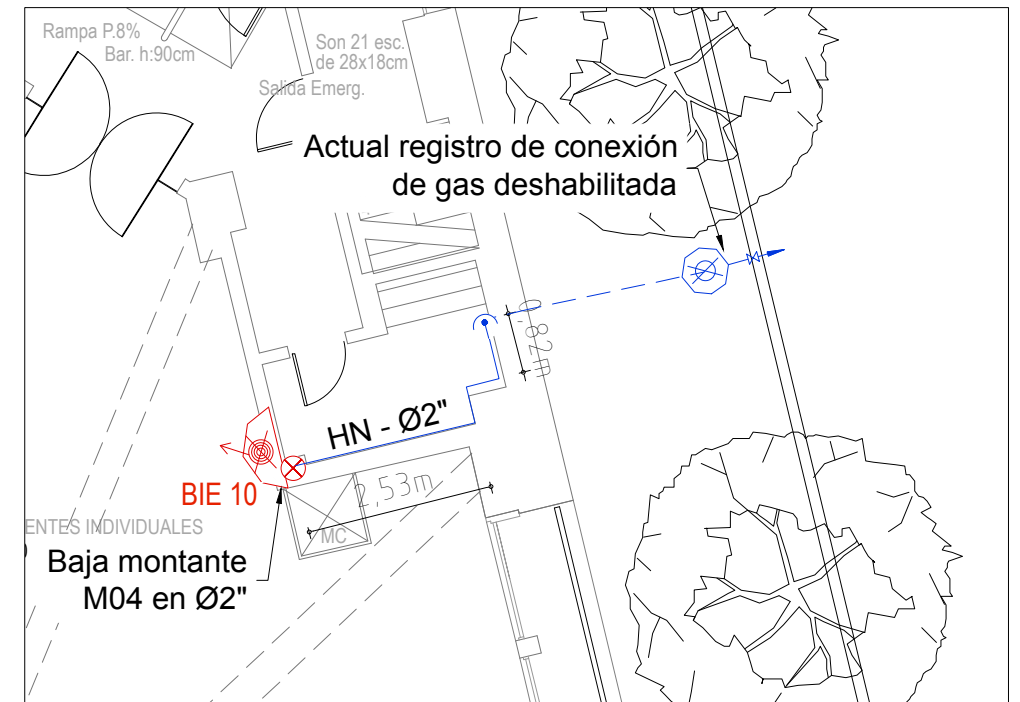 Rampa P.8%
Bar. h:90cm
Son 21 esc.
de 28x18cm
Salida Emerg.
Actual registro de conexión
de gas deshabilitada
0,82m
HN - Ø2"
BIE 10
2,53m
ENTES INDIVIDUALES
MC
Baja montante
M04 en Ø2"